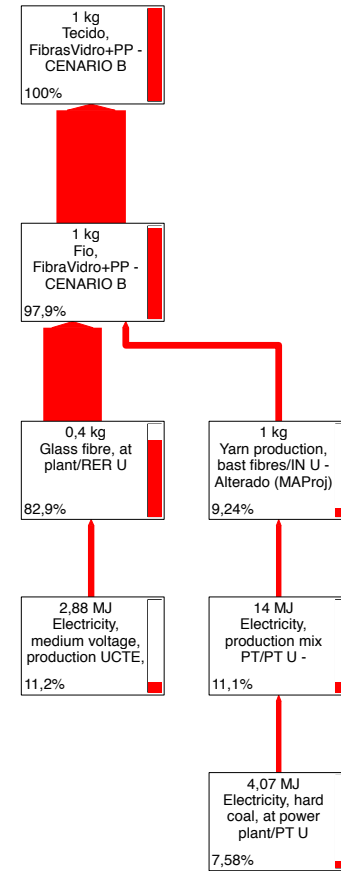 1 kg
Tecido,
FibrasVidro+PP -
CENARIO B
100%
1 kg
Fio,
FibraVidro+PP -
CENARIO B
97,9%
0,4 kg
Glass fibre, at
plant/RER U
82,9%
1 kg
Yarn production,
bast fibres/IN U -
Alterado (MAProj)
9,24%
2,88 MJ
Electricity,
medium voltage,
production UCTE,
11,2%
14 MJ
Electricity,
production mix
PT/PT U -
11,1%
4,07 MJ
Electricity, hard
coal, at power
plant/PT U
7,58%